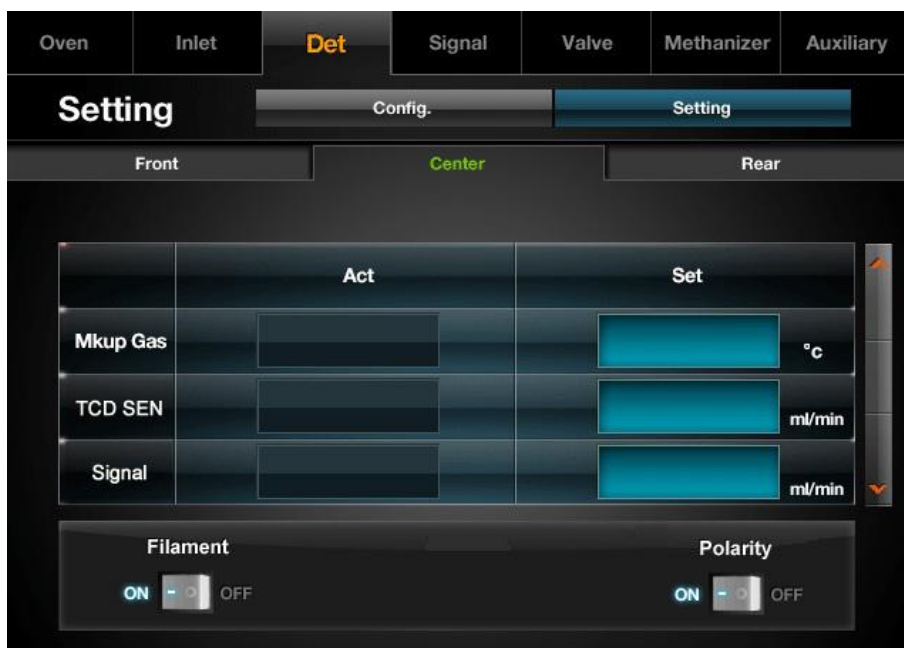 Oven Inlet Det Signal Valve Methanizer Auxiliary
Setting Config. Setting
Front Center Rear
Act Set
Mkup Gas °c
TCD SEN ml/min
Signal ml/min
Filament Polarity
ON OFF ON OFF